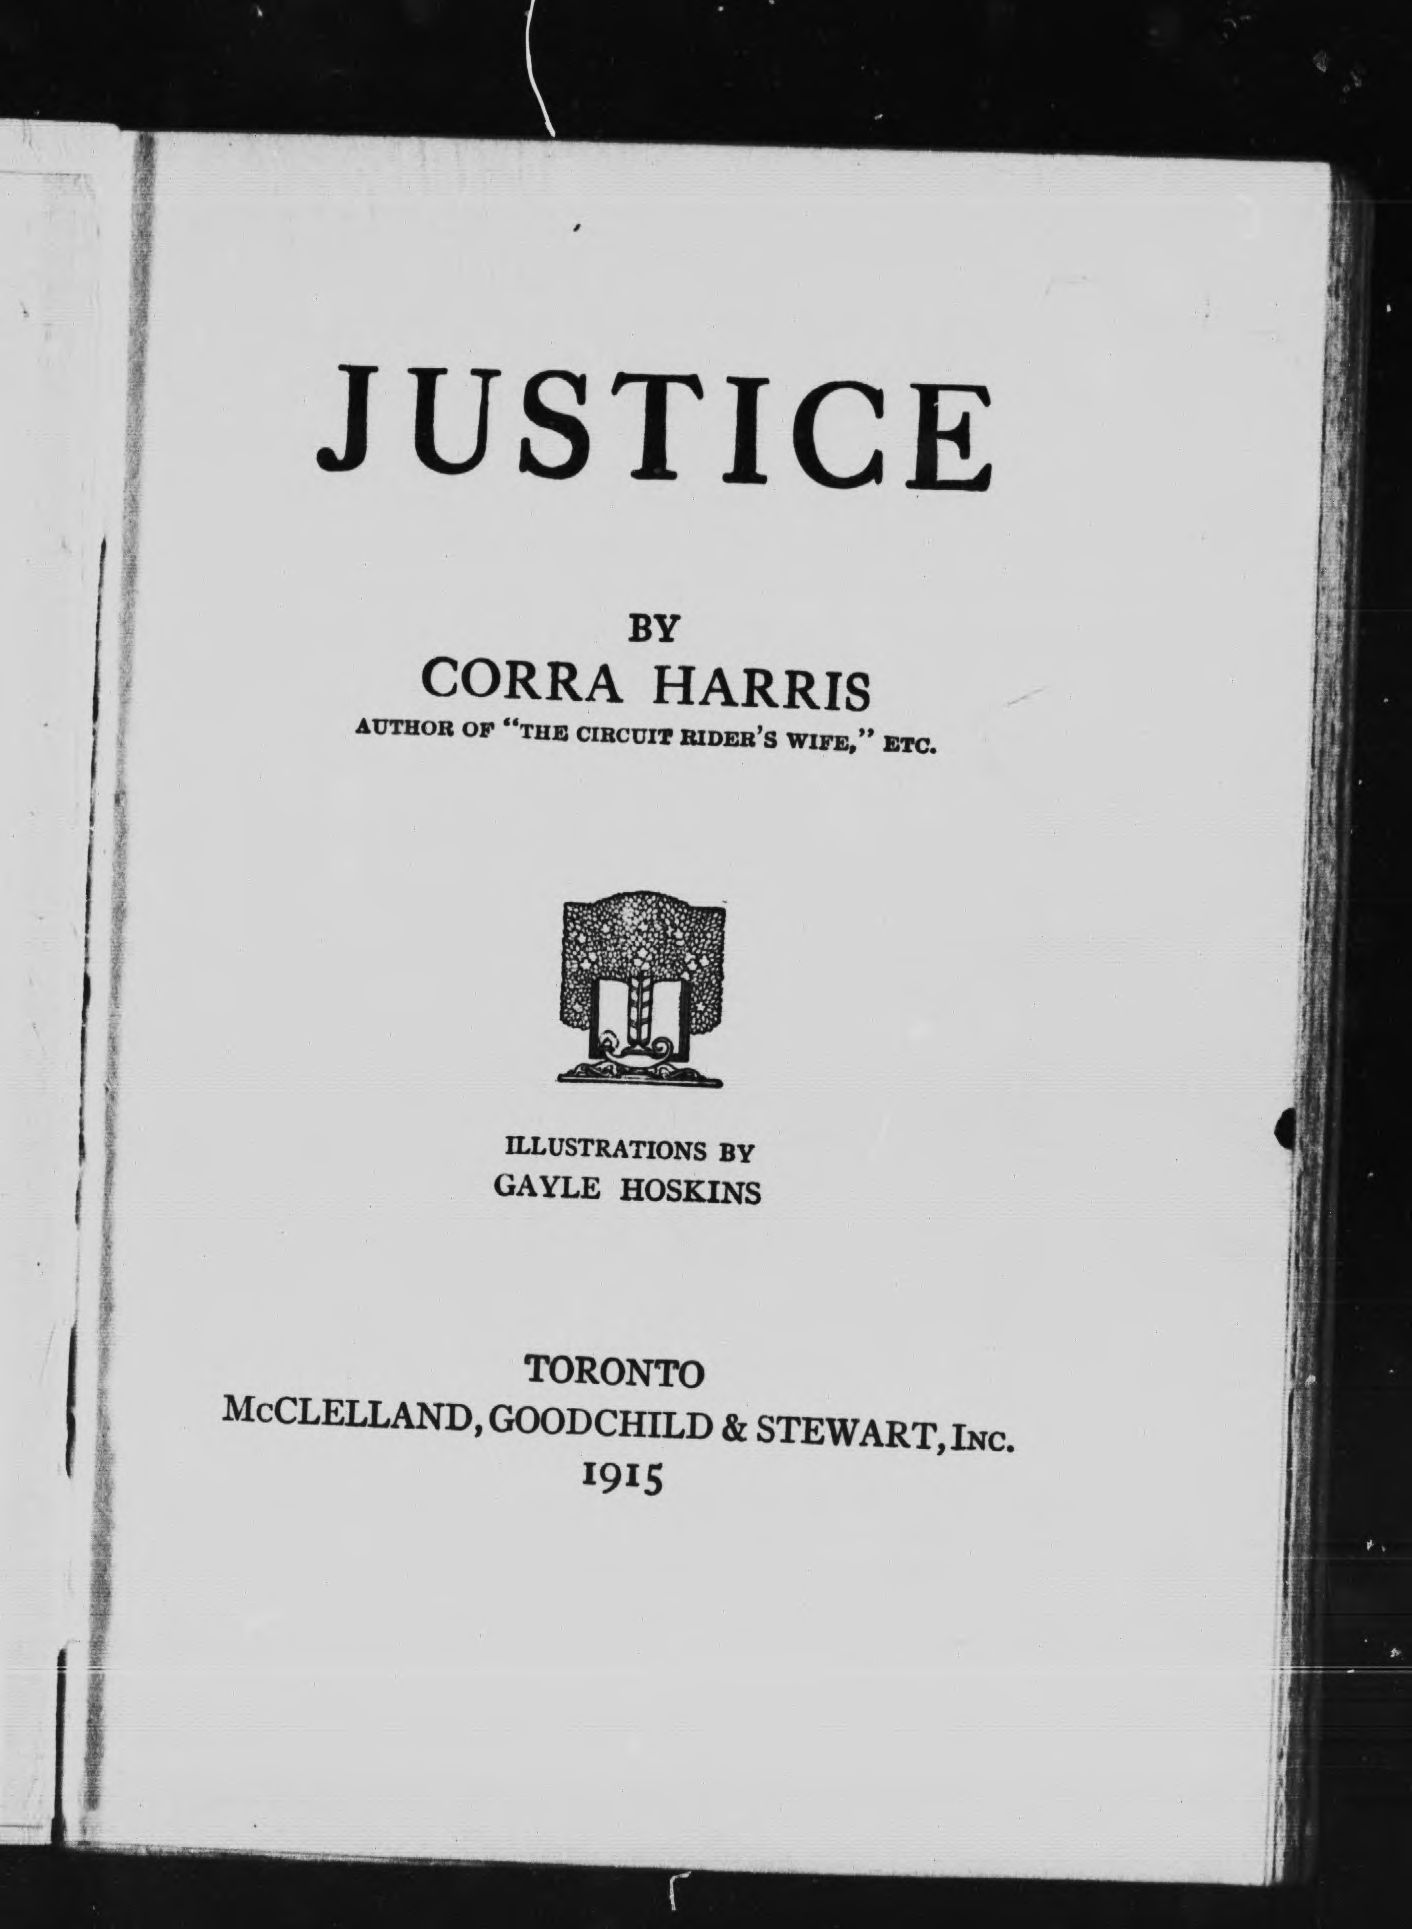 JUSTICE
BY
CORRA HARRIS
AUTHOR OF “THE CIRCUIT RIDER’S WIFE,” ETC.
ILLUSTRATIONS BY
GAYLE HOSKINS
TORONTO
McCLELLAND, GOODCHILD & STEWART, INC.
1915